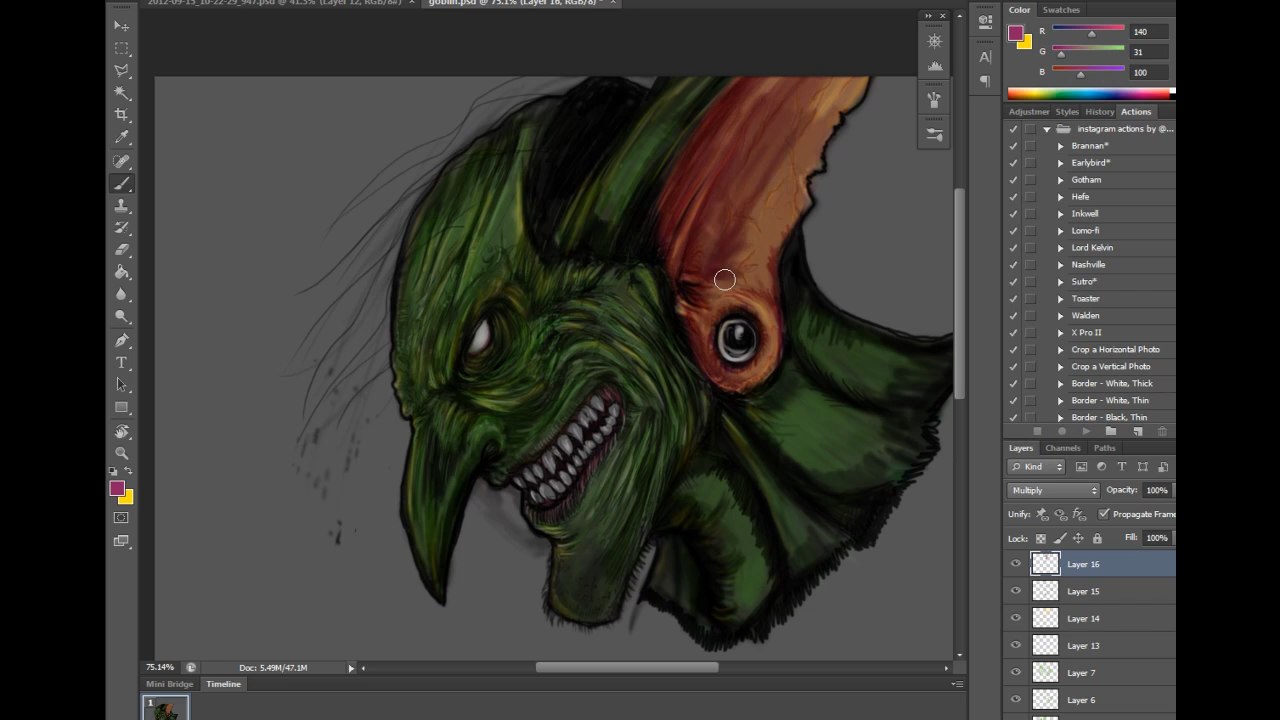 2012-09-15_10-22-29_947.psd @ 41.3% (Layer 12, RGB/8#) ×
goblin.psd @ 75.1% (Layer 16, RGB/8) * ×
Color Swatches
R 140
G 31
B 100
Adjustmer Styles History Actions
instagram actions by @...
Brannan*
Earlybird*
Gotham
Hefe
Inkwell
Lomo-fi
Lord Kelvin
Nashville
Sutro*
Toaster
Walden
X Pro II
Crop a Horizontal Photo
Crop a Vertical Photo
Border - White, Thick
Border - White, Thin
Border - Black, Thin
Layers Channels Paths
Kind
Multiply Opacity: 100%
Unify: Propagate Frame
Lock: Fill: 100%
Layer 16
Layer 15
Layer 14
Layer 13
Layer 7
Layer 6
75.14% Doc: 5.49M/47.1M
Mini Bridge Timeline
1